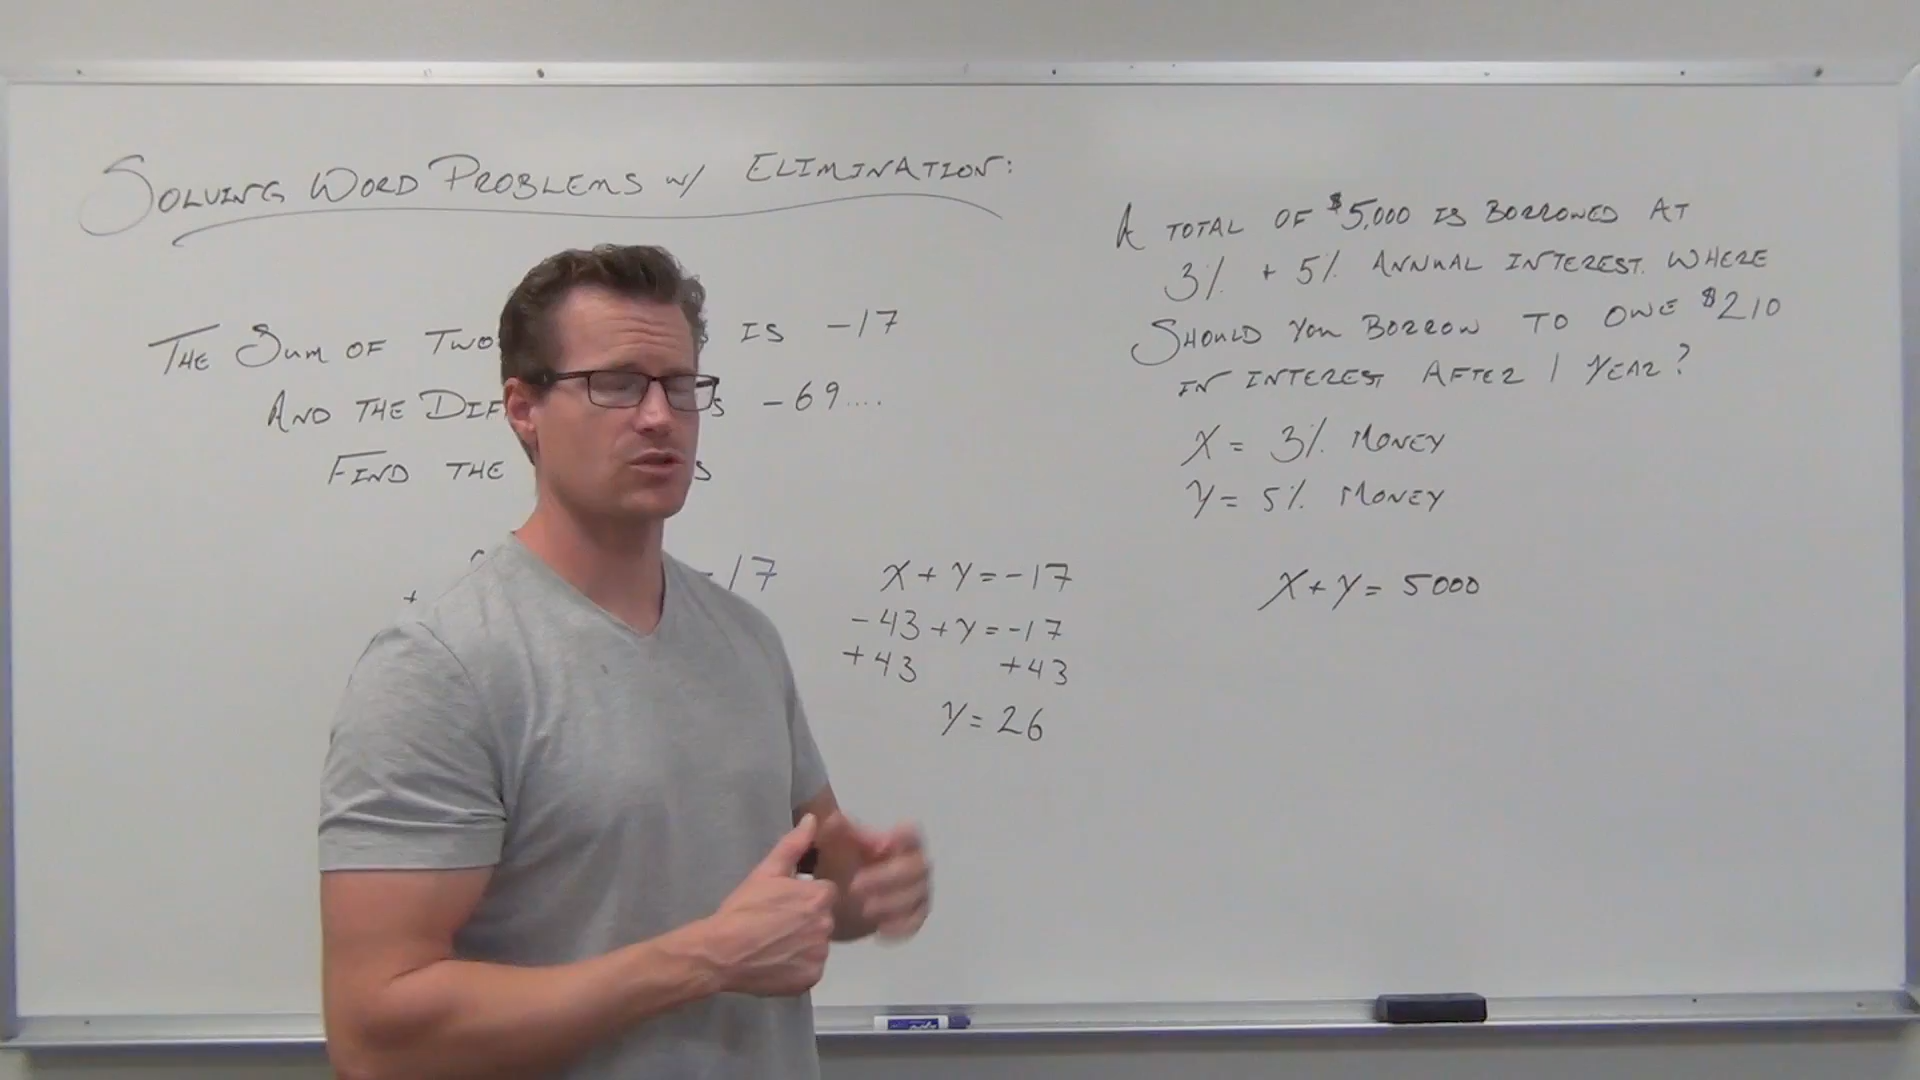 SOLVING WORD PROBLEMS W/ ELIMINATION:
THE SUM OF TWO IS -17
AND THE DIF -69....
FIND THE
+ -17
X + Y = -17
-43 + Y = -17
+43 +43
Y = 26
A TOTAL OF $5,000 IS BORROWED AT
3% + 5% ANNUAL INTEREST. WHERE
SHOULD YOU BORROW TO OWE $210
IN INTEREST AFTER 1 YEAR?
X = 3% MONEY
Y = 5% MONEY
X + Y = 5000